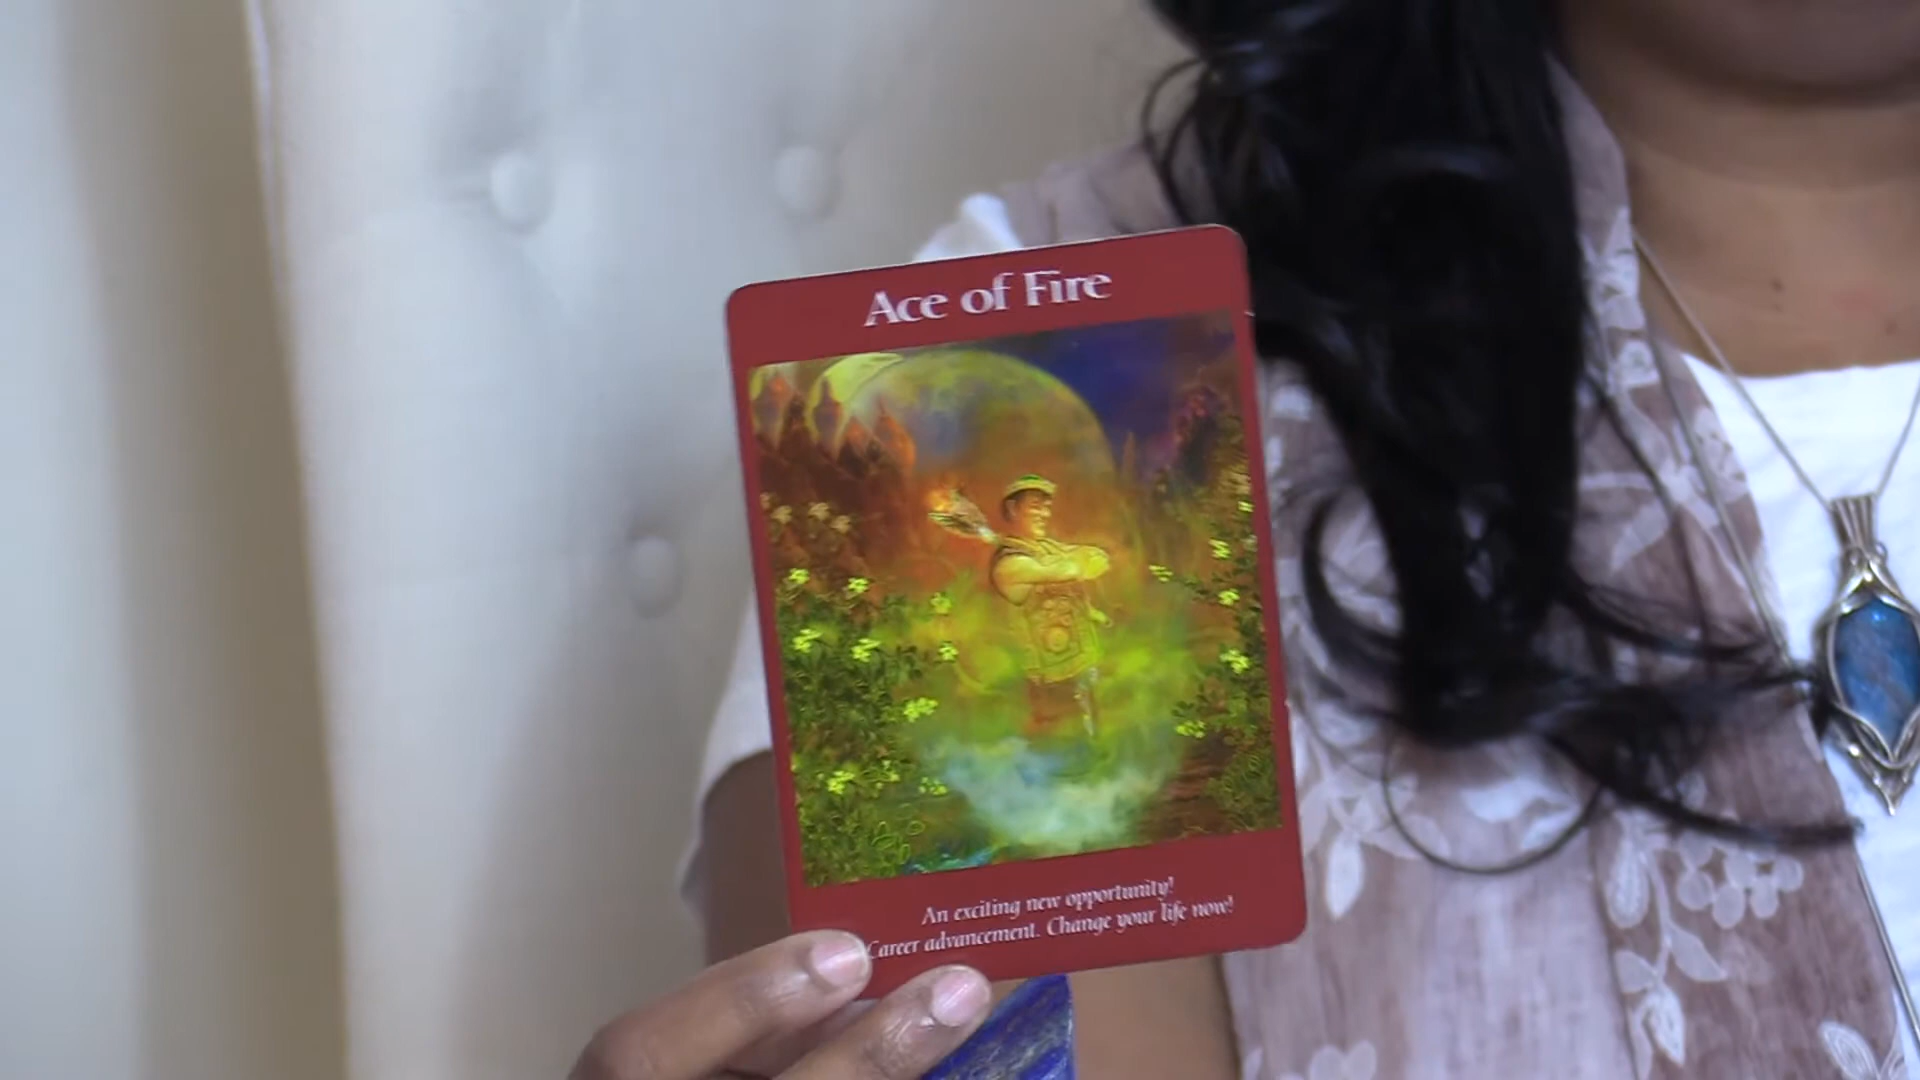 Ace of Fire
An exciting new opportunity!
Career advancement. Change your life now!